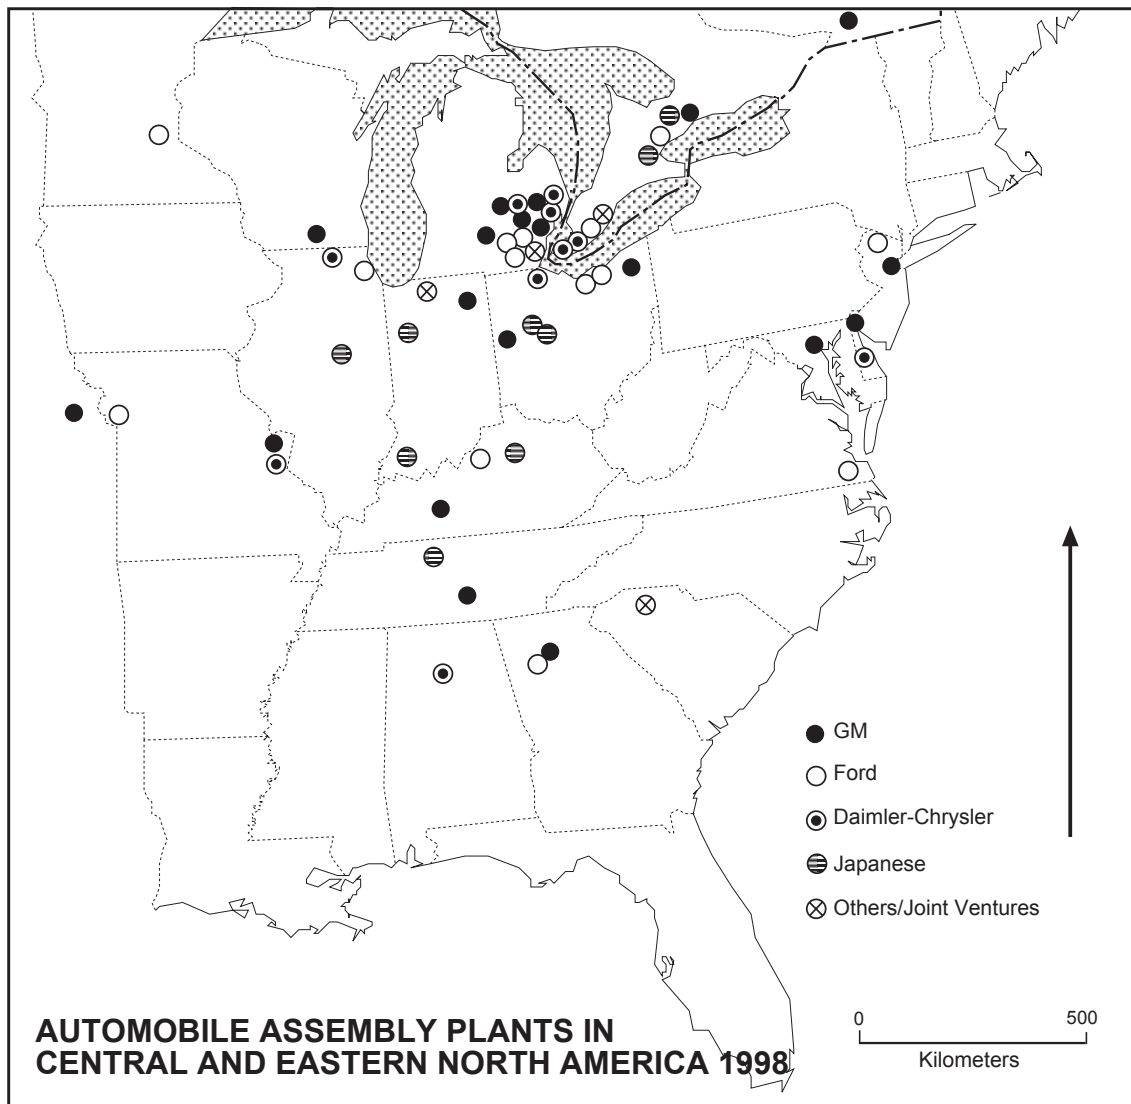 GM
Ford
Daimler-Chrysler
Japanese
Others/Joint Ventures
AUTOMOBILE ASSEMBLY PLANTS IN
CENTRAL AND EASTERN NORTH AMERICA 1998
0 500
Kilometers